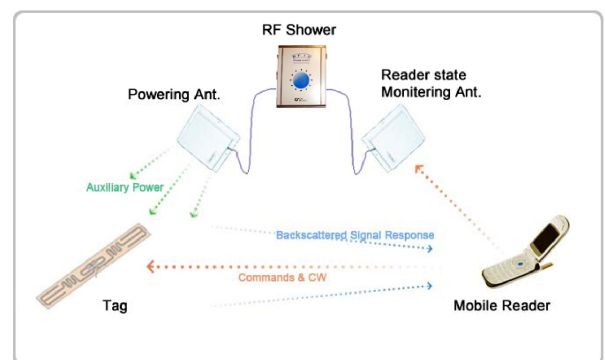 RF Shower
Reader state
Monitering Ant.
Powering Ant.
Auxiliary Power
Backscattered Signal Response
Commands & CW
Tag
Mobile Reader